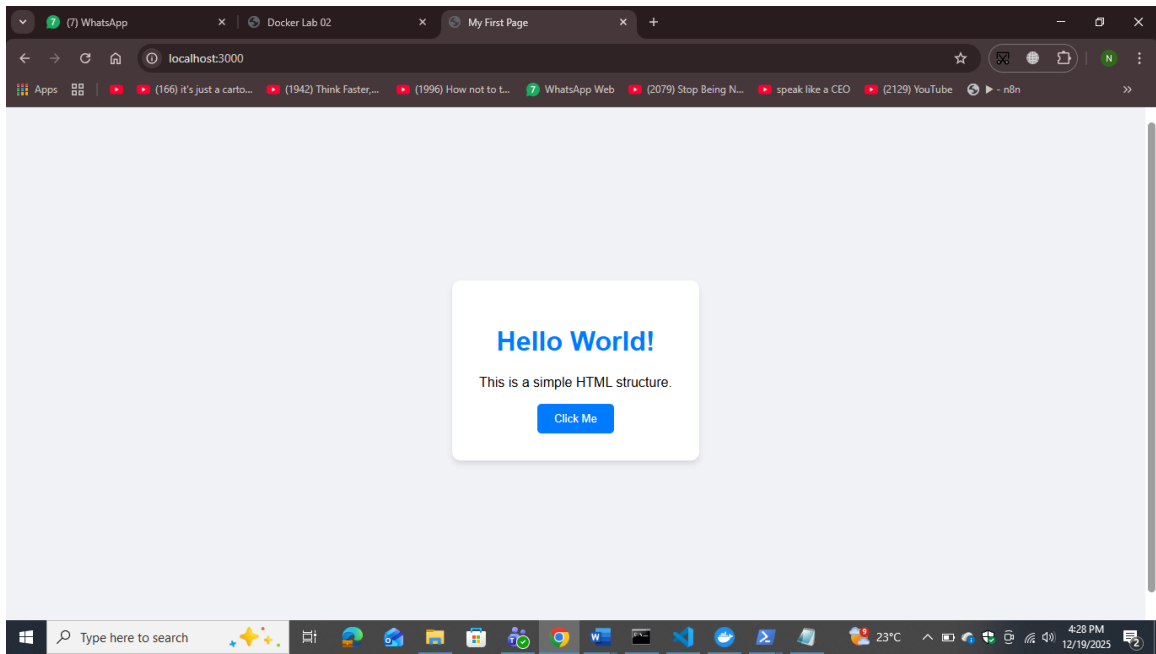 (7) WhatsApp
Docker Lab 02
My First Page
localhost:3000
N
Apps
(166) it's just a carto...
(1942) Think Faster,...
(1996) How not to t...
7 WhatsApp Web
(2079) Stop Being N...
speak like a CEO
(2129) YouTube
- n8n
Hello World!
This is a simple HTML structure.
Click Me
Type here to search
23°C
4:28 PM
12/19/2025
2